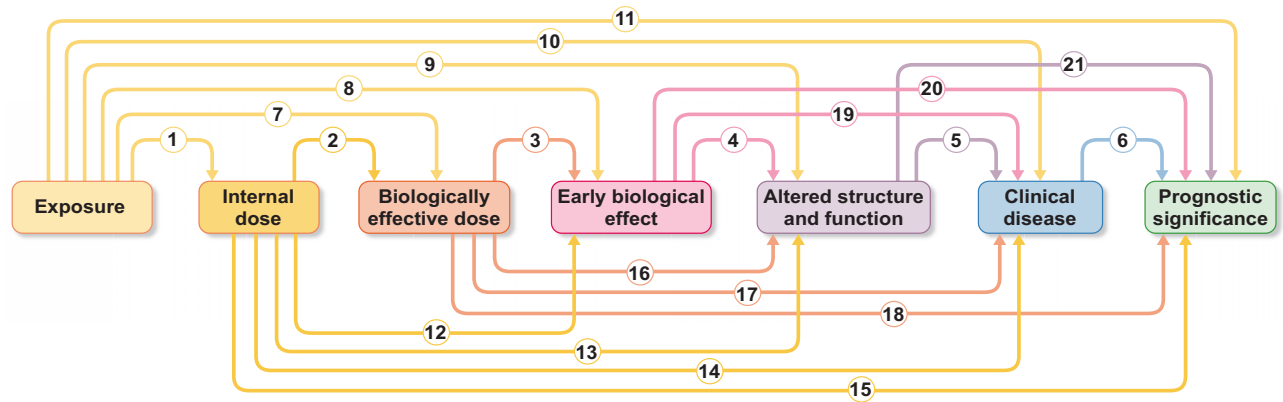 11
10
9
21
8
20
7
19
1
2
3
4
5
6
Exposure
Internal
dose
Biologically
effective dose
Early biological
effect
Altered structure
and function
Clinical
disease
Prognostic
significance
16
17
18
12
13
14
15